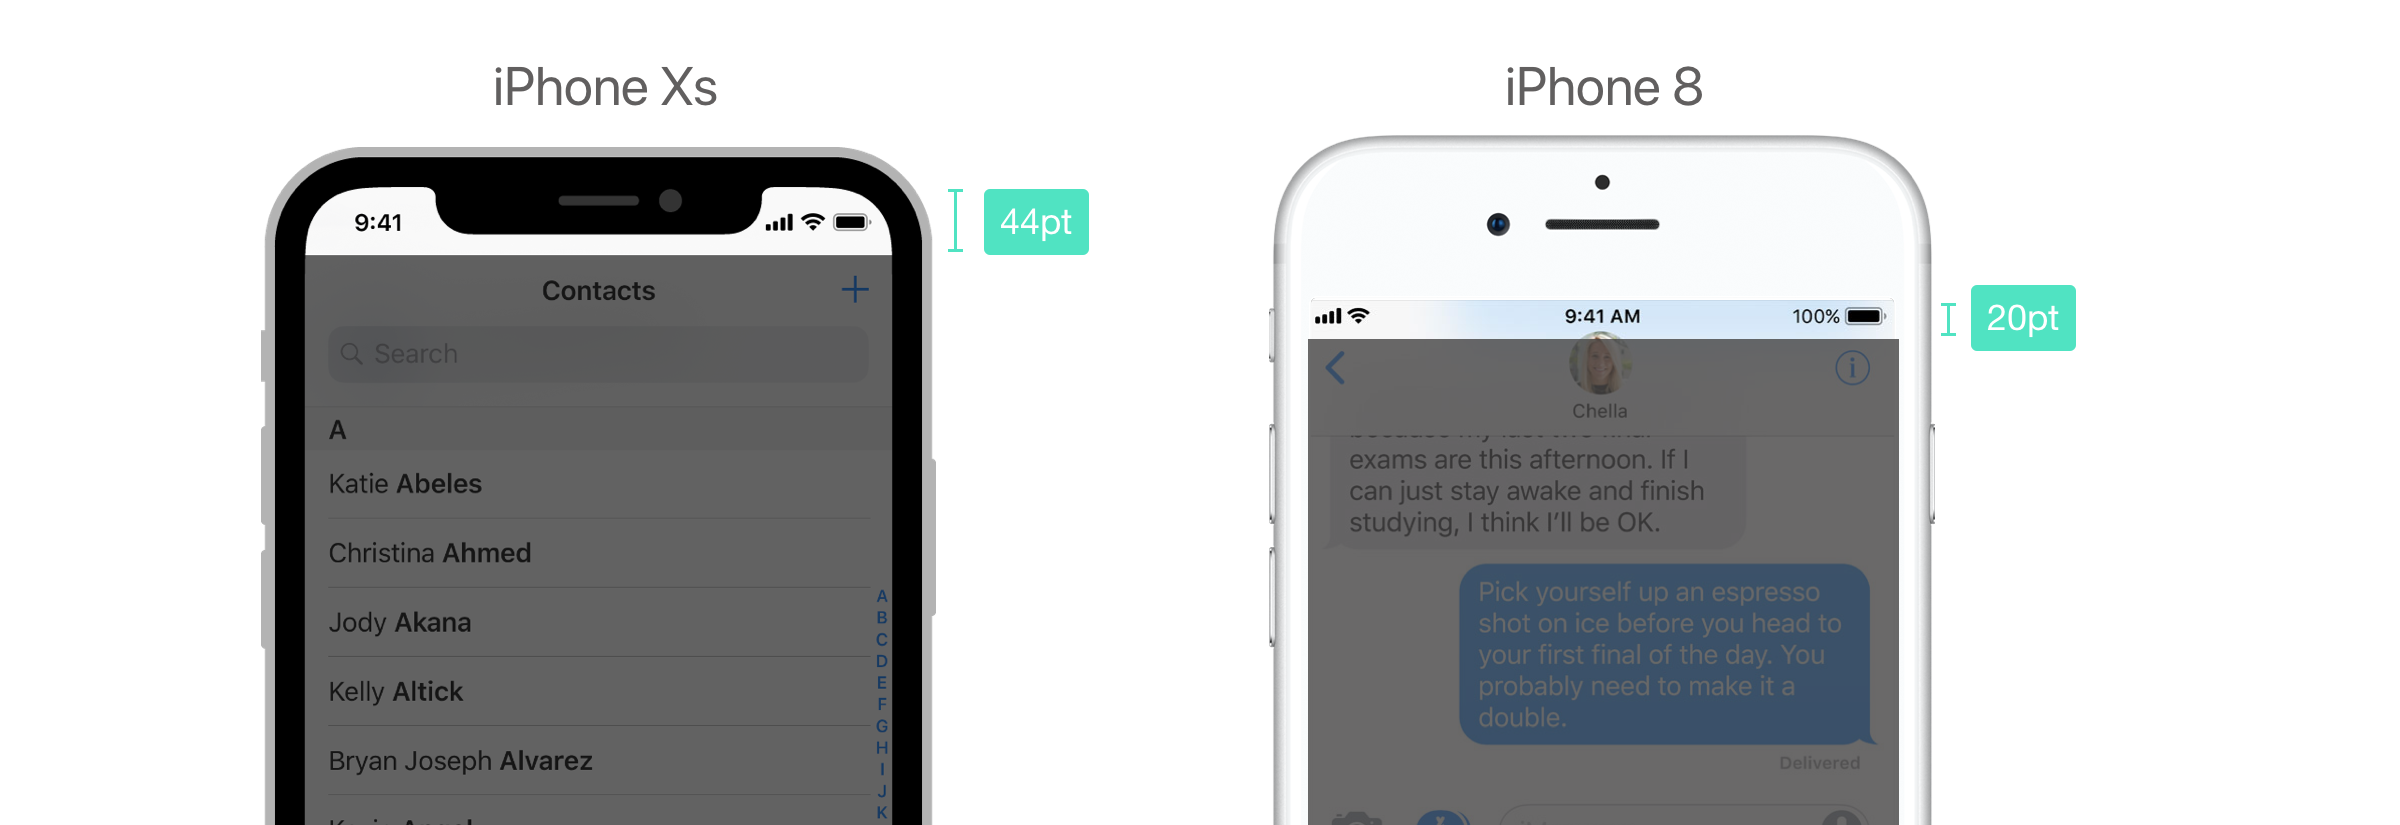 iPhone Xs
9:41
44pt
Contacts
Search
A
Katie Abeles
Christina Ahmed
Jody Akana
Kelly Altick
Bryan Joseph Alvarez
A
B
C
D
E
F
G
H
I
J
K
iPhone 8
9:41 AM
100%
20pt
Chella
exams are this afternoon. If I
can just stay awake and finish
studying, I think I'll be OK.
Pick yourself up an espresso
shot on ice before you head to
your first final of the day. You
probably need to make it a
double.
Delivered